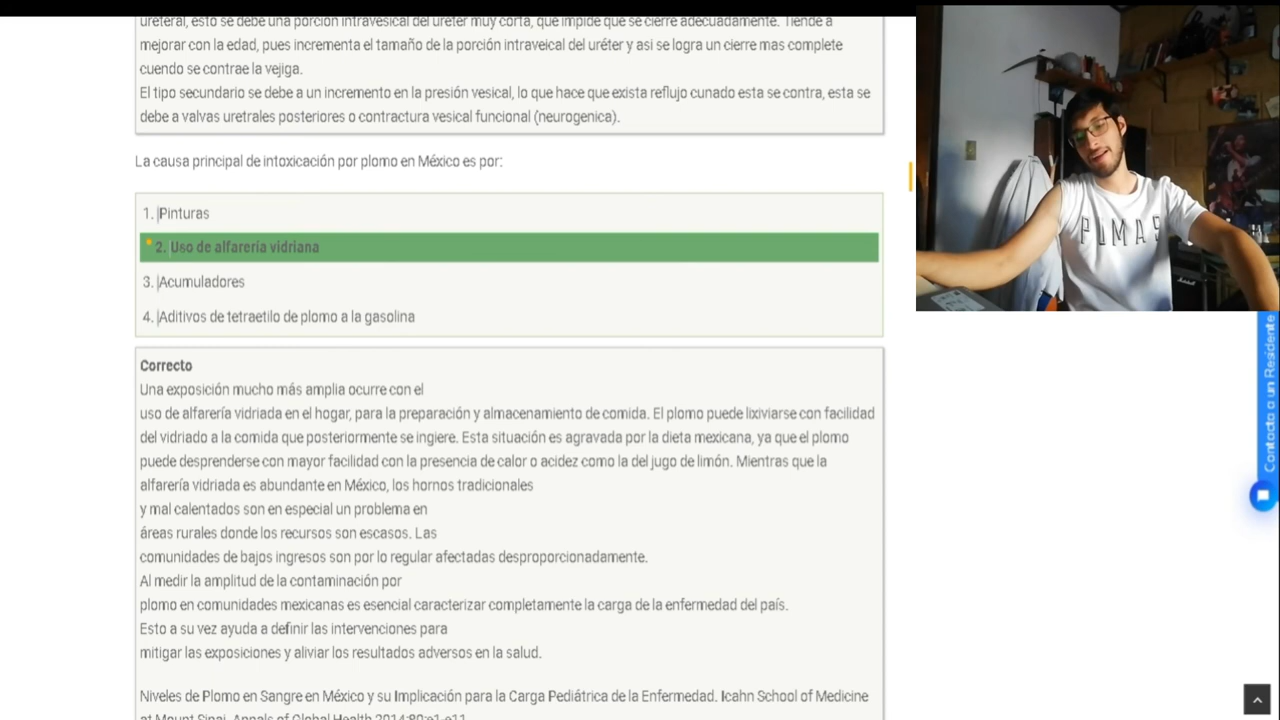 ureteral, esto se debe una porción intravesical del uréter muy corta, que impide que se cierre adecuadamente. Tiende a
mejorar con la edad, pues incrementa el tamaño de la porción intraveical del uréter y asi se logra un cierre mas complete
cuendo se contrae la vejiga.
El tipo secundario se debe a un incremento en la presión vesical, lo que hace que exista reflujo cunado esta se contra, esta se
debe a valvas uretrales posteriores o contractura vesical funcional (neurogenica).
La causa principal de intoxicación por plomo en México es por:
1. Pinturas
2. Uso de alfarería vidriana
3. Acumuladores
4. Aditivos de tetraetilo de plomo a la gasolina
Correcto
Una exposición mucho más amplia ocurre con el
uso de alfarería vidriada en el hogar, para la preparación y almacenamiento de comida. El plomo puede lixiviarse con facilidad
del vidriado a la comida que posteriormente se ingiere. Esta situación es agravada por la dieta mexicana, ya que el plomo
puede desprenderse con mayor facilidad con la presencia de calor o acidez como la del jugo de limón. Mientras que la
alfarería vidriada es abundante en México, los hornos tradicionales
y mal calentados son en especial un problema en
áreas rurales donde los recursos son escasos. Las
comunidades de bajos ingresos son por lo regular afectadas desproporcionadamente.
Al medir la amplitud de la contaminación por
plomo en comunidades mexicanas es esencial caracterizar completamente la carga de la enfermedad del país.
Esto a su vez ayuda a definir las intervenciones para
mitigar las exposiciones y aliviar los resultados adversos en la salud.
Niveles de Plomo en Sangre en México y su Implicación para la Carga Pediátrica de la Enfermedad. Icahn School of Medicine
at Mount Sinai. Annals of Global Health 2014;80:e1-e11
PUMAS
Contacta a un Residente